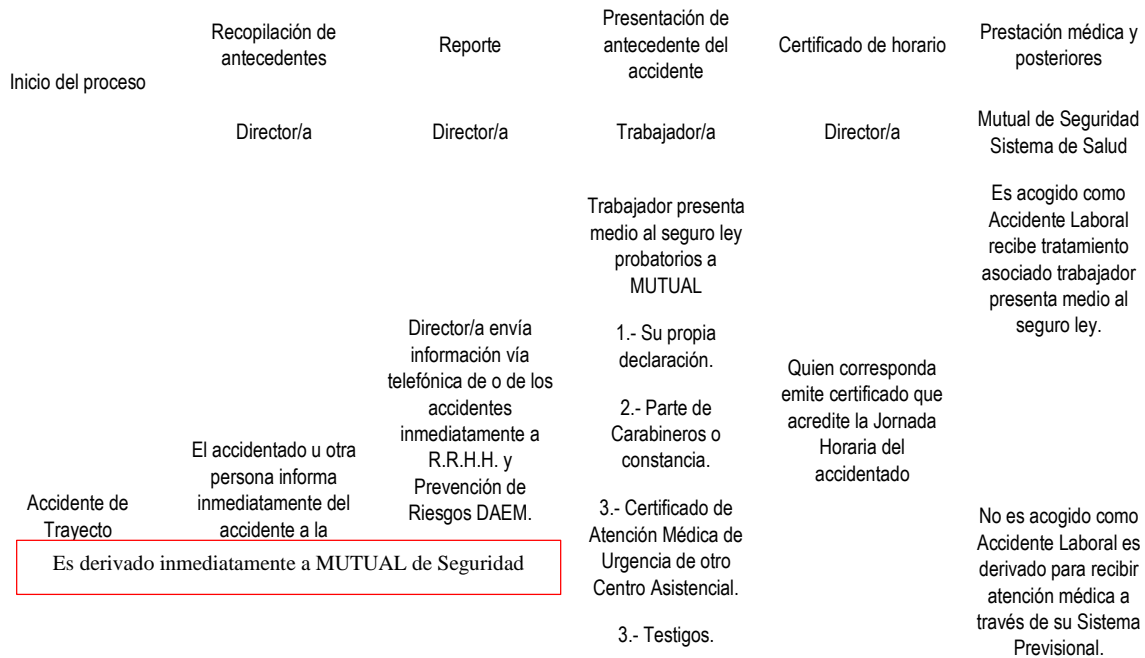 Inicio del proceso
Recopilación de
antecedentes
Reporte
Presentación de
antecedente del
accidente
Certificado de horario
Prestación médica y
posteriores
Director/a
Director/a
Trabajador/a
Director/a
Mutual de Seguridad
Sistema de Salud
Accidente de
Trayecto
El accidentado u otra
persona informa
inmediatamente del
accidente a la
Director/a envía
información vía
telefónica de o de los
accidentes
inmediatamente a
R.R.H.H. y
Prevención de
Riesgos DAEM.
Es derivado inmediatamente a MUTUAL de Seguridad
Trabajador presenta
medio al seguro ley
probatorios a
MUTUAL
1.- Su propia
declaración.
2.- Parte de
Carabineros o
constancia.
3.- Certificado de
Atención Médica de
Urgencia de otro
Centro Asistencial.
3.- Testigos.
Quien corresponda
emite certificado que
acredite la Jornada
Horaria del
accidentado
Es acogido como
Accidente Laboral
recibe tratamiento
asociado trabajador
presenta medio al
seguro ley.
No es acogido como
Accidente Laboral es
derivado para recibir
atención médica a
través de su Sistema
Previsional.